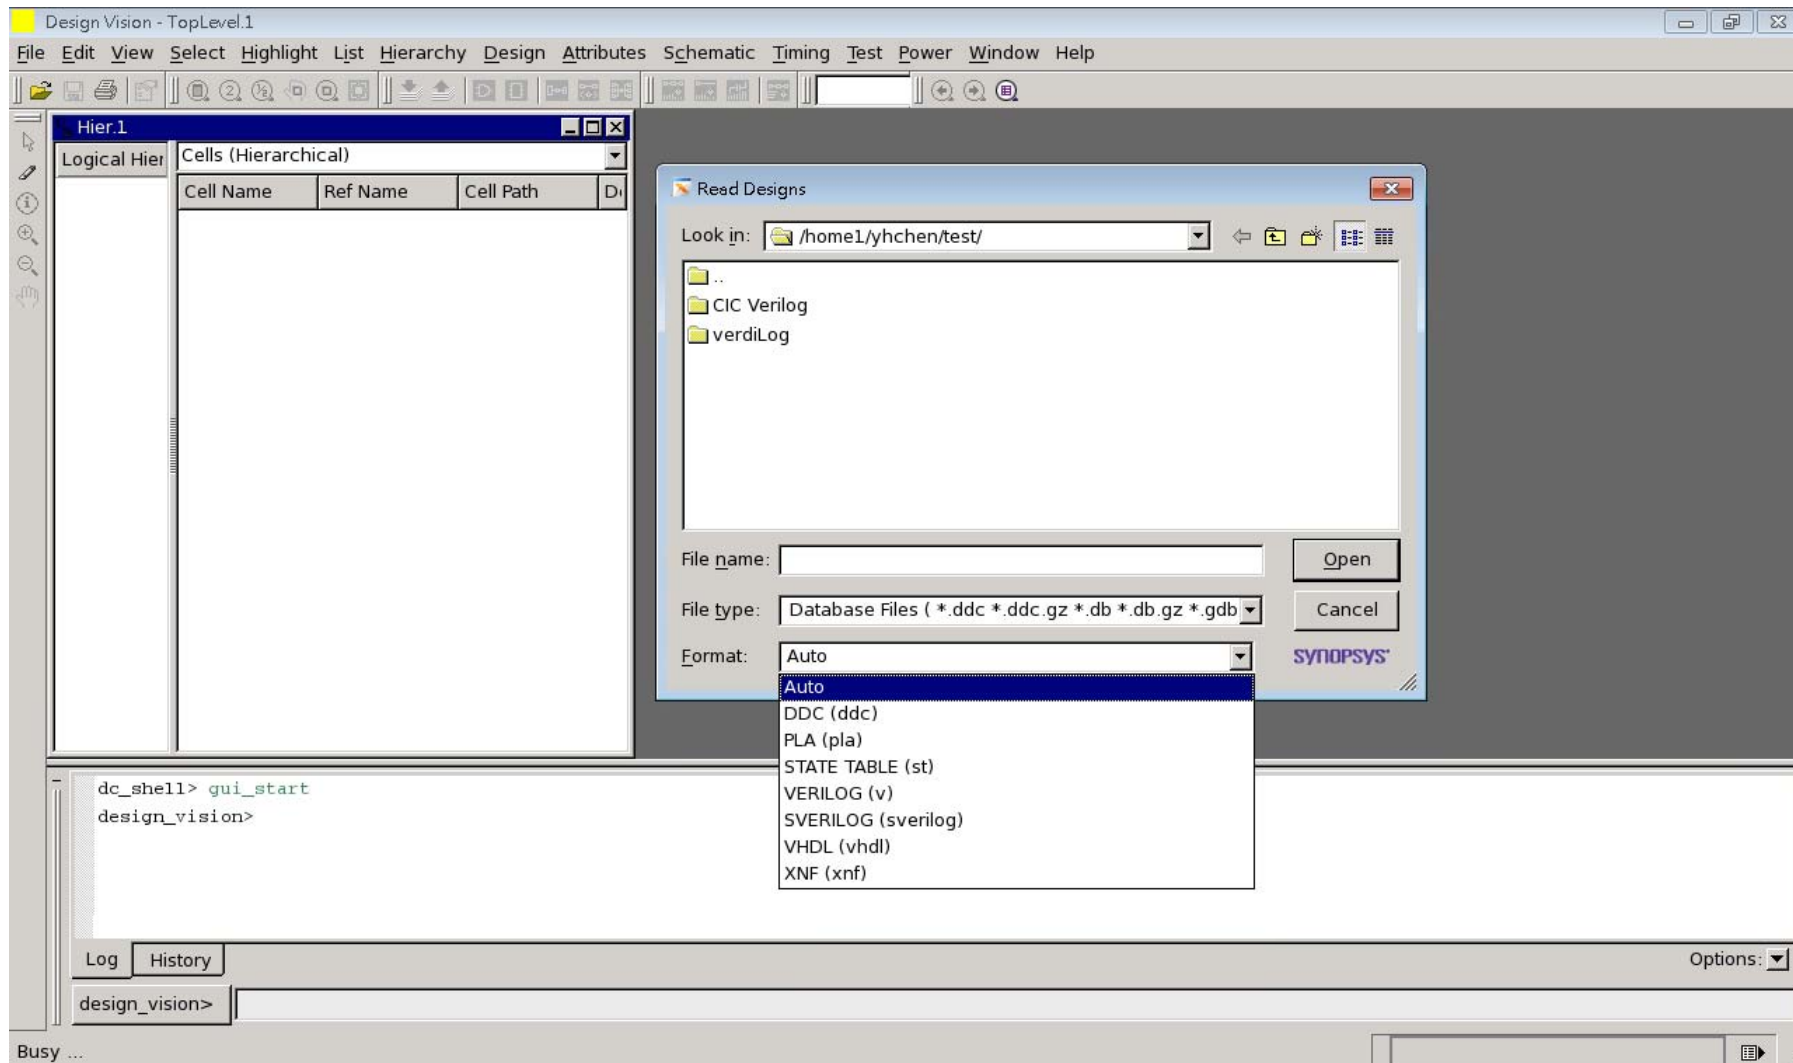 Design Vision - TopLevel.1
File Edit View Select Highlight List Hierarchy Design Attributes Schematic Timing Test Power Window Help
Hier.1
Logical Hier
Cells (Hierarchical)
Cell Name Ref Name Cell Path
Read Designs
Look in: /home1/yhchen/test/
..
CIC Verilog
verdiLog
File name: Open
File type: Database Files ( *.ddc *.ddc.gz *.db *.db.gz *.gdb Cancel
Format: Auto SYNOPSYS
Auto
DDC (ddc)
PLA (pla)
STATE TABLE (st)
VERILOG (v)
SVERILOG (sverilog)
VHDL (vhdl)
XNF (xnf)
dc_shell> gui_start
design_vision>
Log History Options:
design_vision>
Busy ...